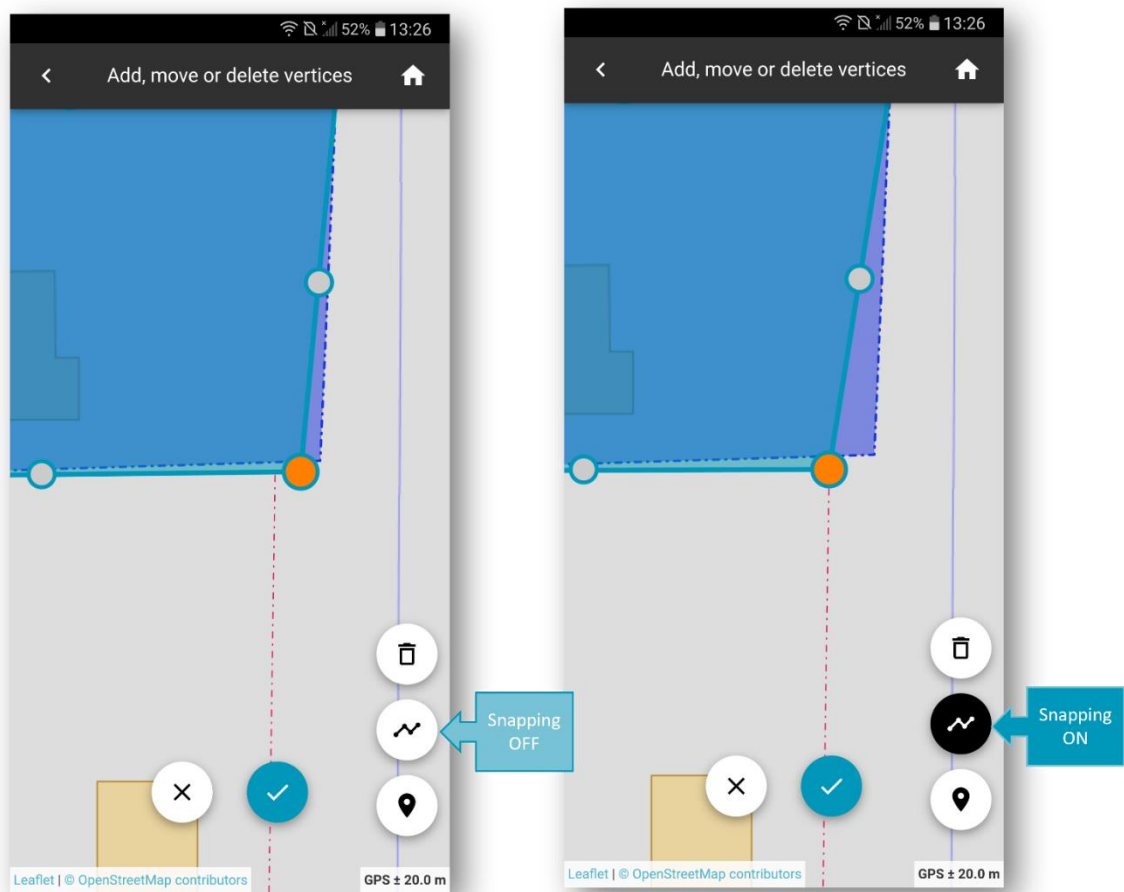 52% 13:26
Add, move or delete vertices
Snapping
OFF
Leaflet | © OpenStreetMap contributors
GPS ± 20.0 m
52% 13:26
Add, move or delete vertices
Snapping
ON
Leaflet | © OpenStreetMap contributors
GPS ± 20.0 m